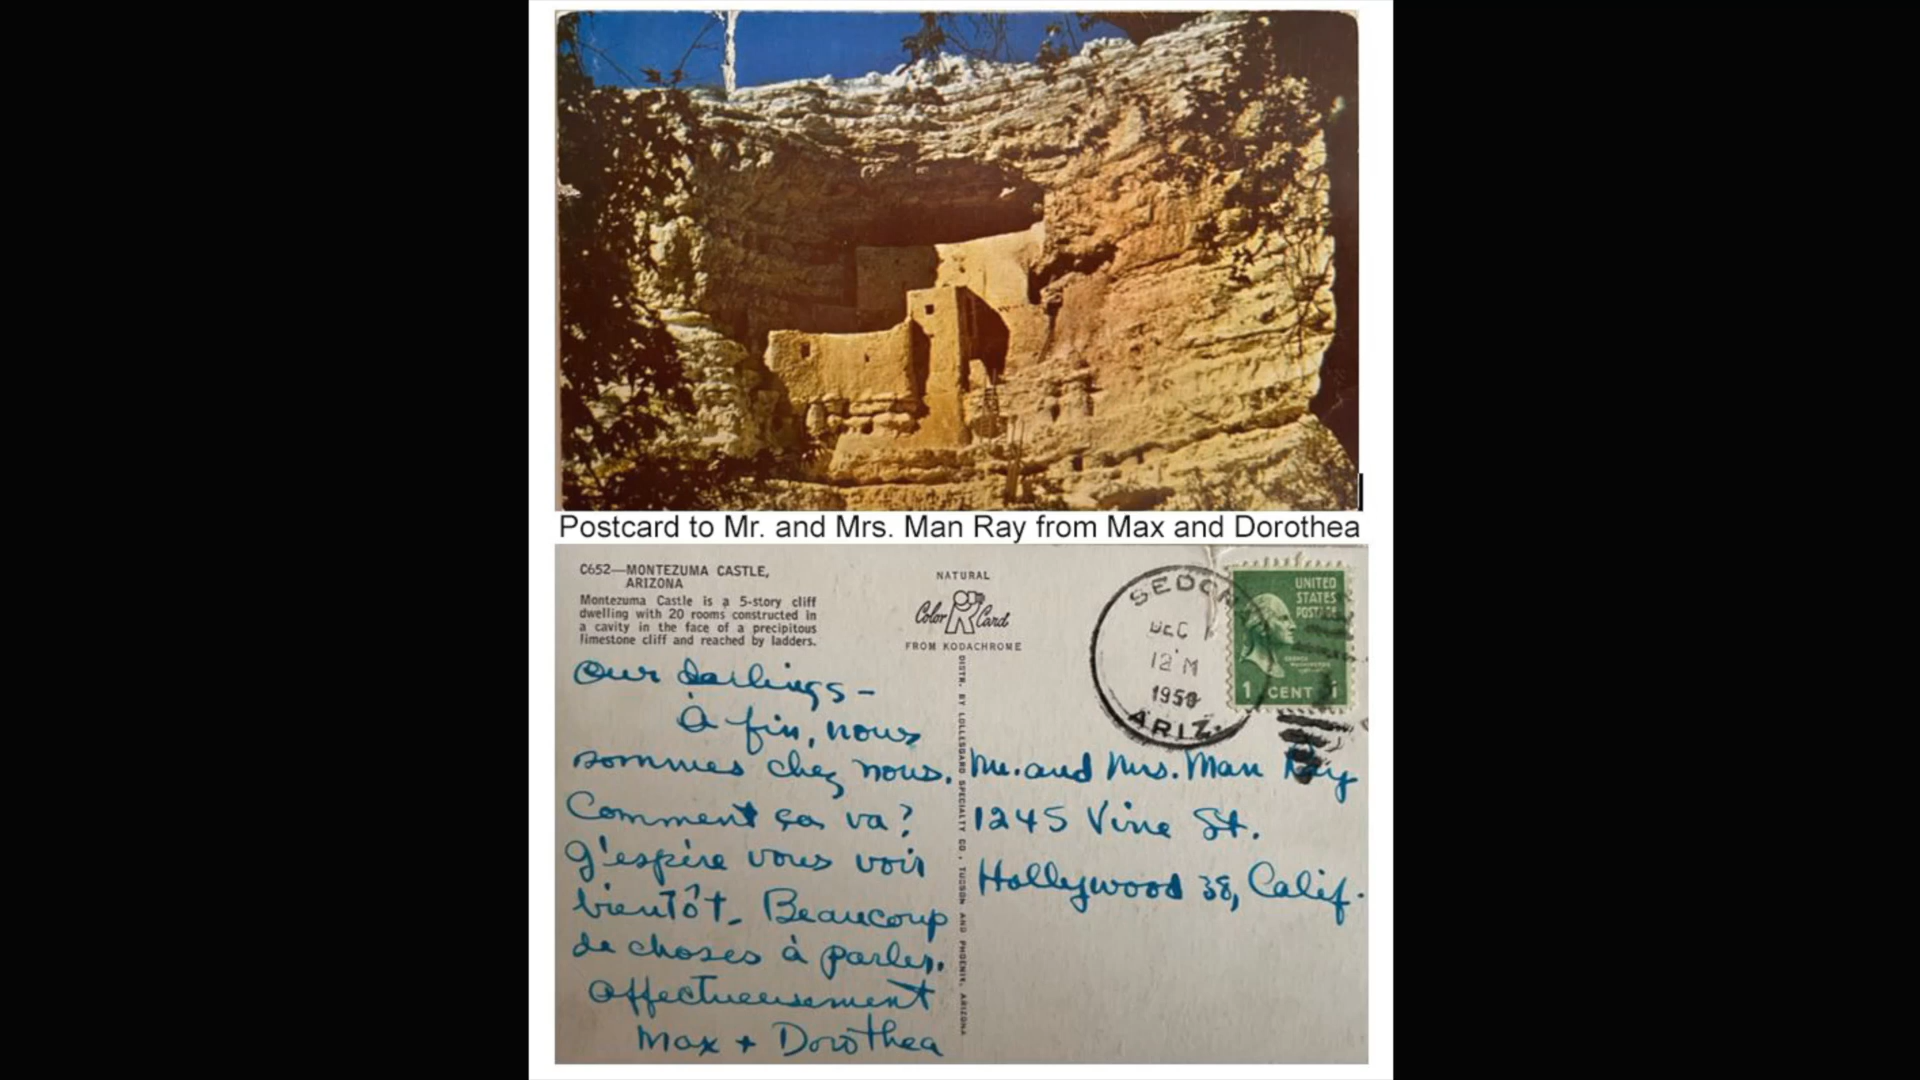 Postcard to Mr. and Mrs. Man Ray from Max and Dorothea
C652—MONTEZUMA CASTLE,
ARIZONA
Montezuma Castle is a 5-story cliff
dwelling with 20 rooms constructed in
a cavity in the face of a precipitous
limestone cliff and reached by ladders.
NATURAL
Color Card
FROM KODACHROME
DISTR. BY LOLLESGARD SPECIALTY CO., TUCSON AND PHOENIX, ARIZONA
DEC
12 M
ARIZ.
UNITED
STATES
POSTAGE
GEORGE
WASHINGTON
1 CENT 1
Our darlings –
À fin, nous
sommes chez nous.
Comment ça va?
J'espère vous voir
bientôt. Beaucoup
de choses à parler.
Affectueusement
Max + Dorothea
Mr. and Mrs. Man Ray
1245 Vine St.
Hollywood 38, Calif.